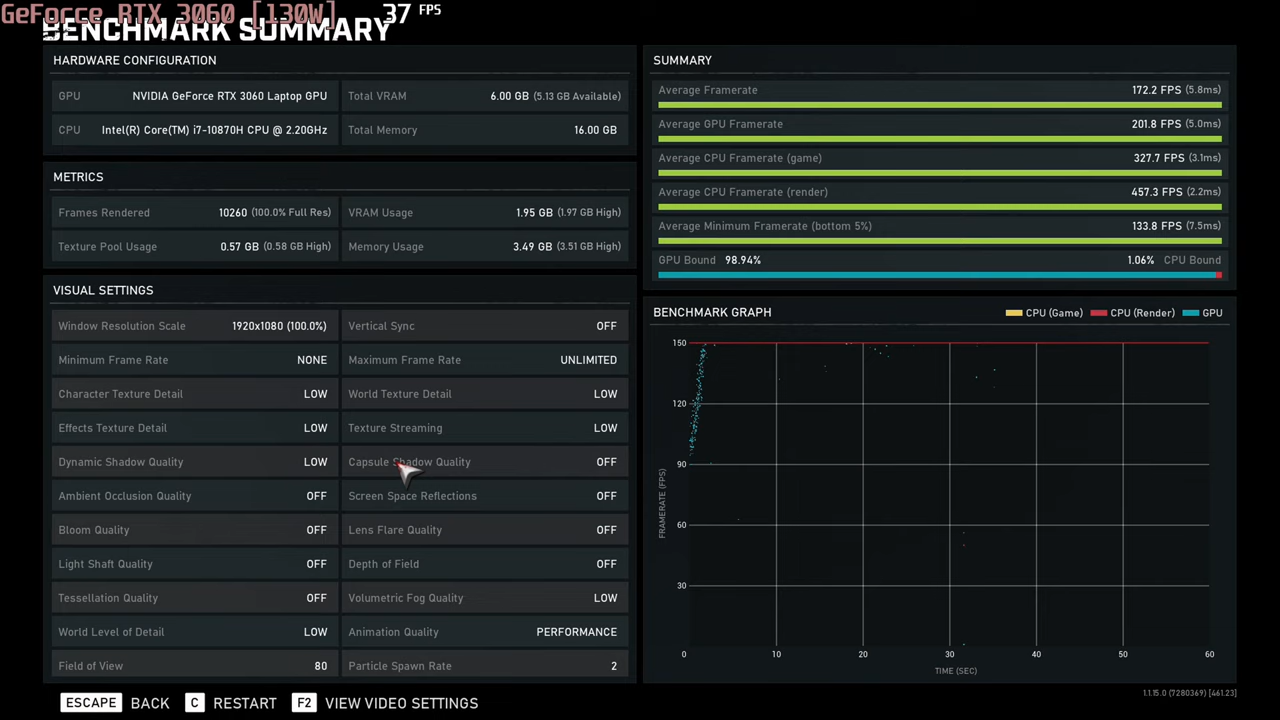 GeForce RTX 3060 [130W] 37 FPS
BENCHMARK SUMMARY
HARDWARE CONFIGURATION
GPU NVIDIA GeForce RTX 3060 Laptop GPU Total VRAM 6.00 GB (5.13 GB Available)
CPU Intel(R) Core(TM) i7-10870H CPU @ 2.20GHz Total Memory 16.00 GB
METRICS
Frames Rendered 10260 (100.0% Full Res) VRAM Usage 1.95 GB (1.97 GB High)
Texture Pool Usage 0.57 GB (0.58 GB High) Memory Usage 3.49 GB (3.51 GB High)
VISUAL SETTINGS
Window Resolution Scale 1920x1080 (100.0%) Vertical Sync OFF
Minimum Frame Rate NONE Maximum Frame Rate UNLIMITED
Character Texture Detail LOW World Texture Detail LOW
Effects Texture Detail LOW Texture Streaming LOW
Dynamic Shadow Quality LOW Capsule Shadow Quality OFF
Ambient Occlusion Quality OFF Screen Space Reflections OFF
Bloom Quality OFF Lens Flare Quality OFF
Light Shaft Quality OFF Depth of Field OFF
Tessellation Quality OFF Volumetric Fog Quality LOW
World Level of Detail LOW Animation Quality PERFORMANCE
Field of View 80 Particle Spawn Rate 2
SUMMARY
Average Framerate 172.2 FPS (5.8ms)
Average GPU Framerate 201.8 FPS (5.0ms)
Average CPU Framerate (game) 327.7 FPS (3.1ms)
Average CPU Framerate (render) 457.3 FPS (2.2ms)
Average Minimum Framerate (bottom 5%) 133.8 FPS (7.5ms)
GPU Bound 98.94% 1.06% CPU Bound
BENCHMARK GRAPH CPU (Game) CPU (Render) GPU
150
120
90
60
30
FRAMERATE (FPS)
0 10 20 30 40 50 60
TIME (SEC)
1.1.15.0 (7280369) [461.23]
ESCAPE BACK C RESTART F2 VIEW VIDEO SETTINGS